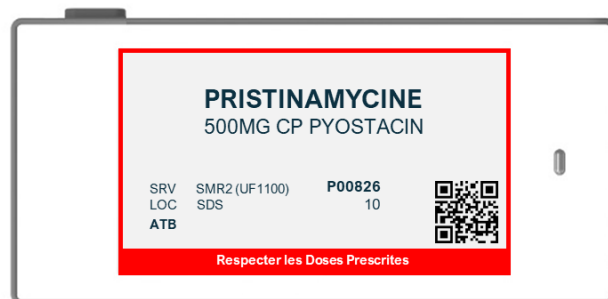 PRISTINAMYCINE
500MG CP PYOSTACIN
SRV SMR2 (UF1100) P00826
LOC SDS 10
ATB
Respecter les Doses Prescrites